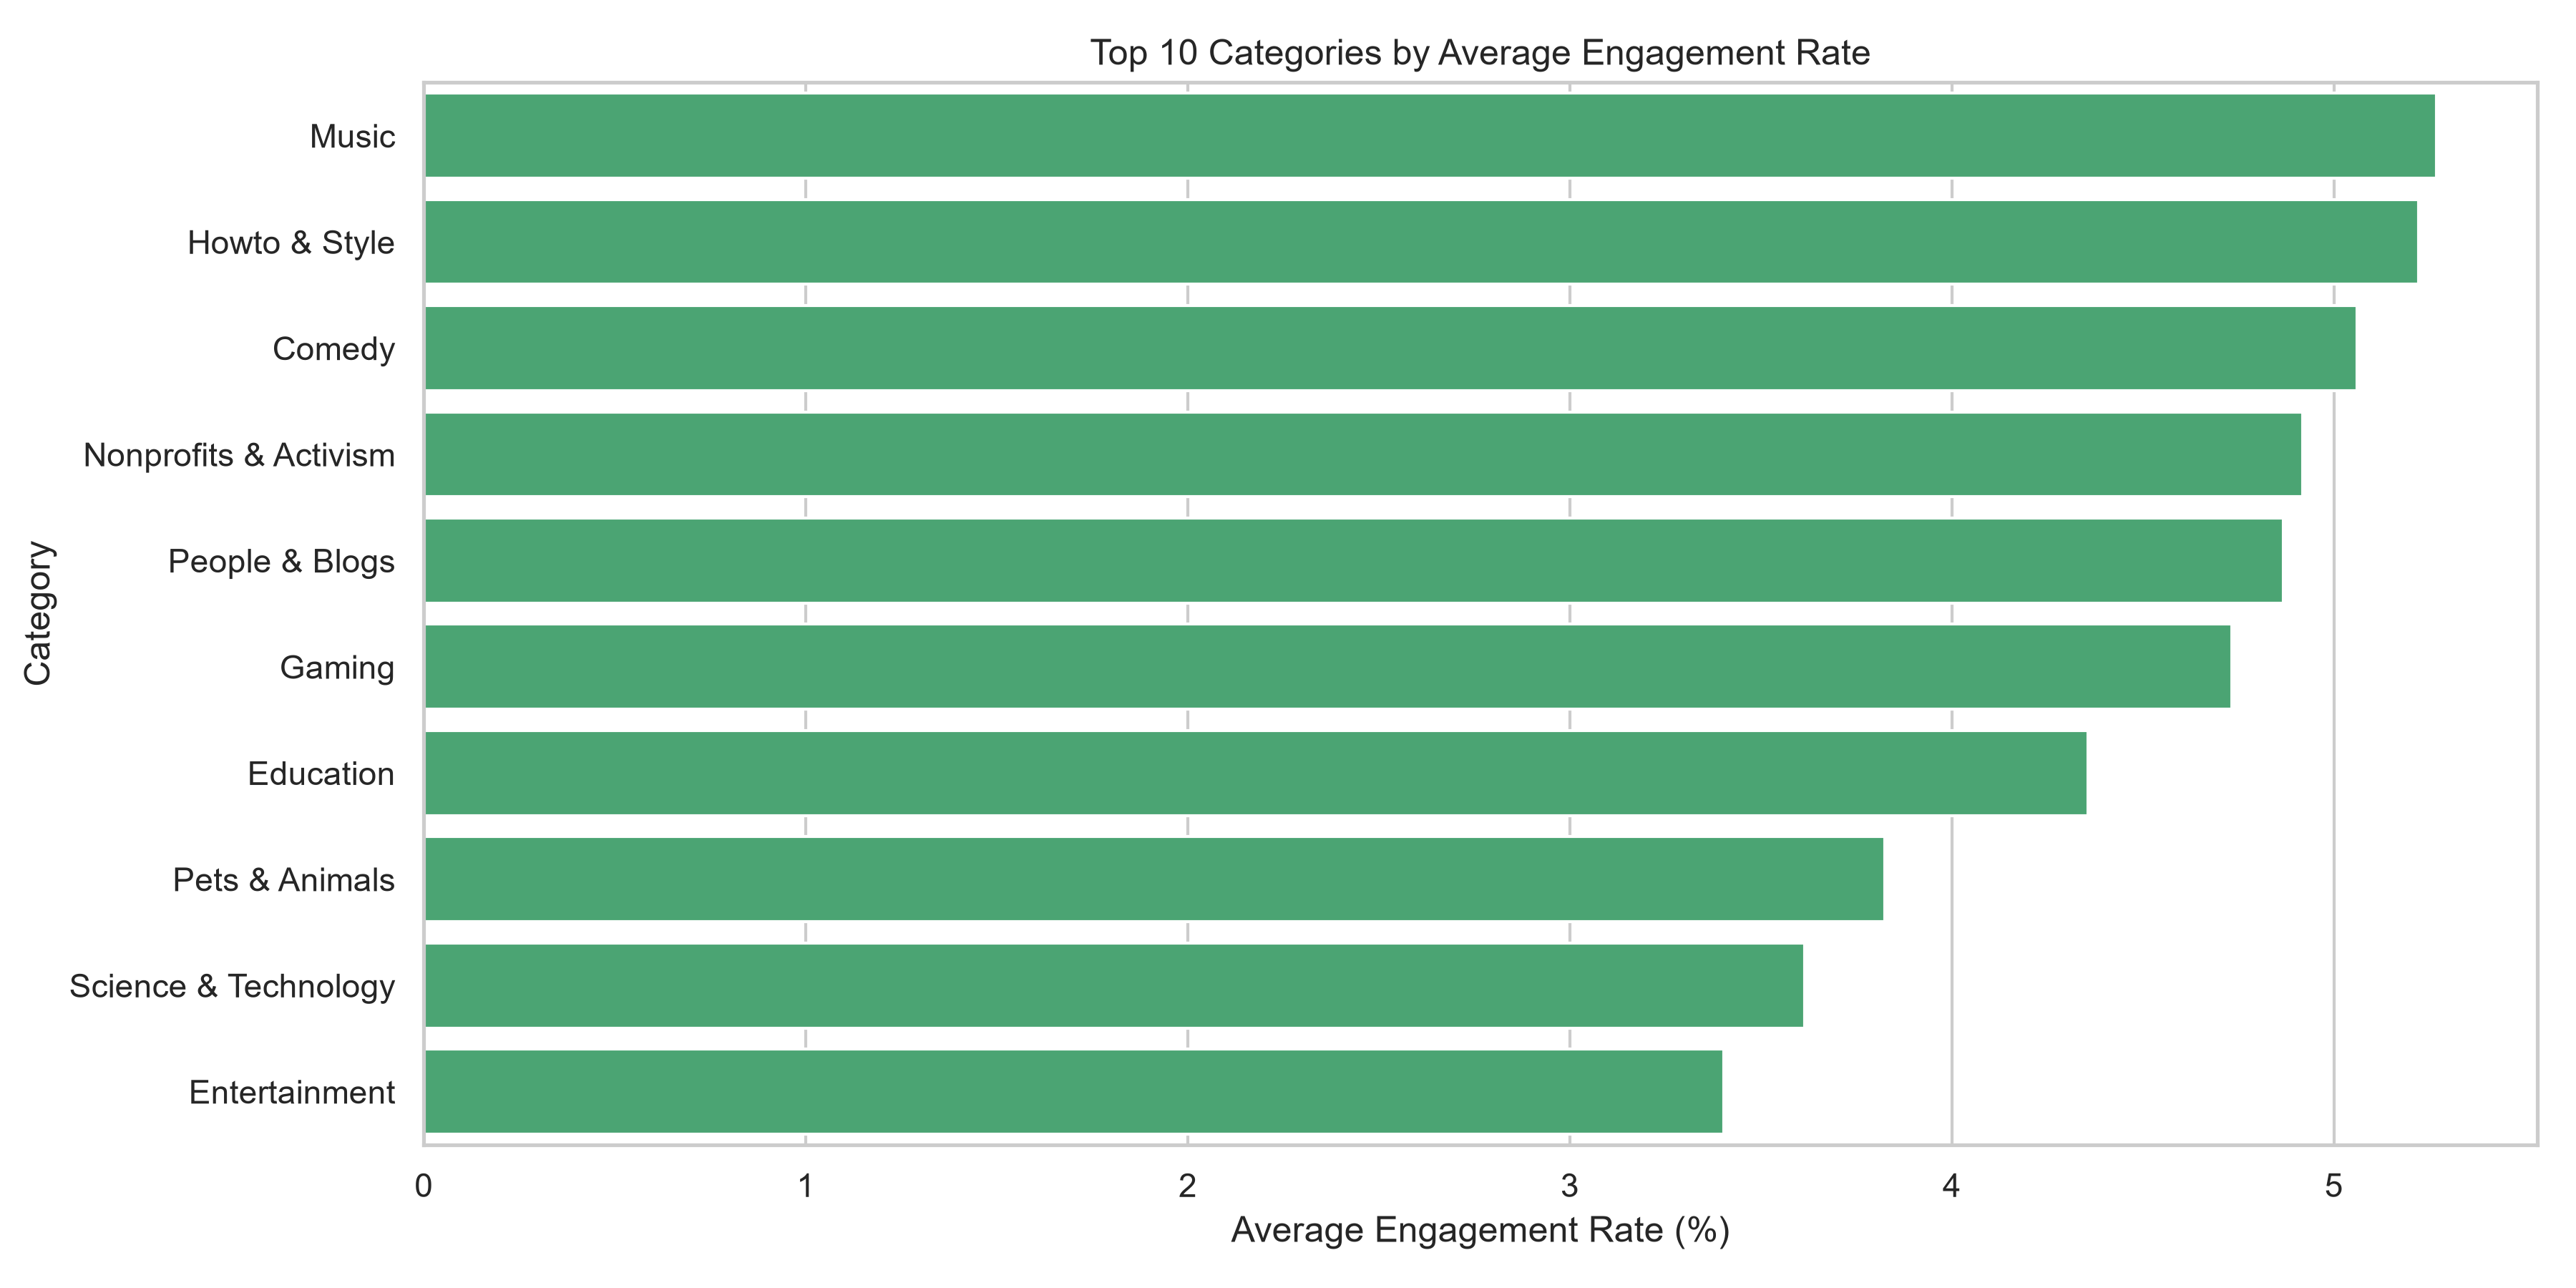 Top 10 Categories by Average Engagement Rate
Music
Howto & Style
Comedy
Nonprofits & Activism
People & Blogs
Gaming
Education
Pets & Animals
Science & Technology
Entertainment
Category
0 1 2 3 4 5
Average Engagement Rate (%)